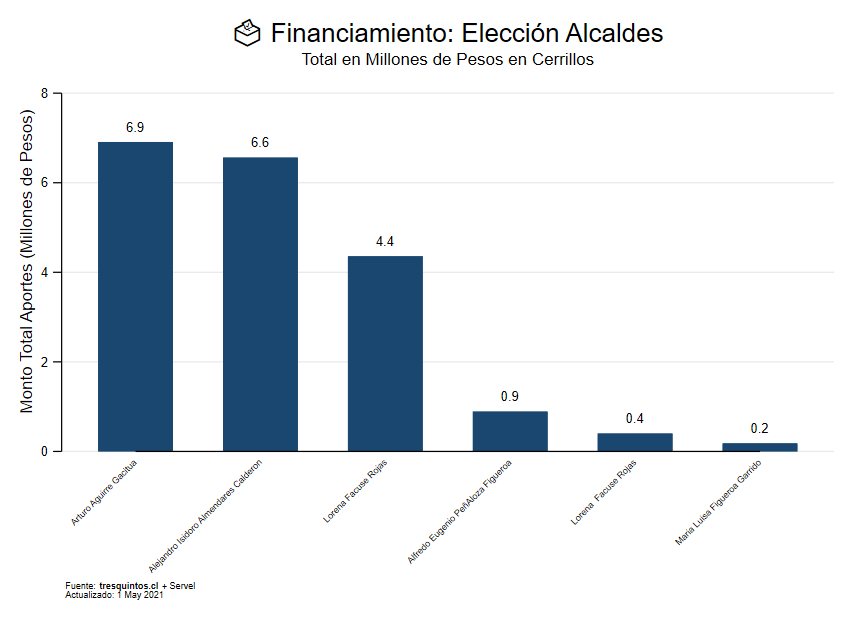 Financiamiento: Elección Alcaldes
Total en Millones de Pesos en Cerrillos
Monto Total Aportes (Millones de Pesos)
8
6
4
2
0
6.9
6.6
4.4
0.9
0.4
0.2
Arturo Aguirre Gacitua
Alejandro Isidoro Almendares Calderon
Lorena Facuse Rojas
Alfredo Eugenio PeñAloza Figueroa
Lorena  Facuse Rojas
Maria Luisa Figueroa Garrido
Fuente: tresquintos.cl + Servel
Actualizado: 1 May 2021